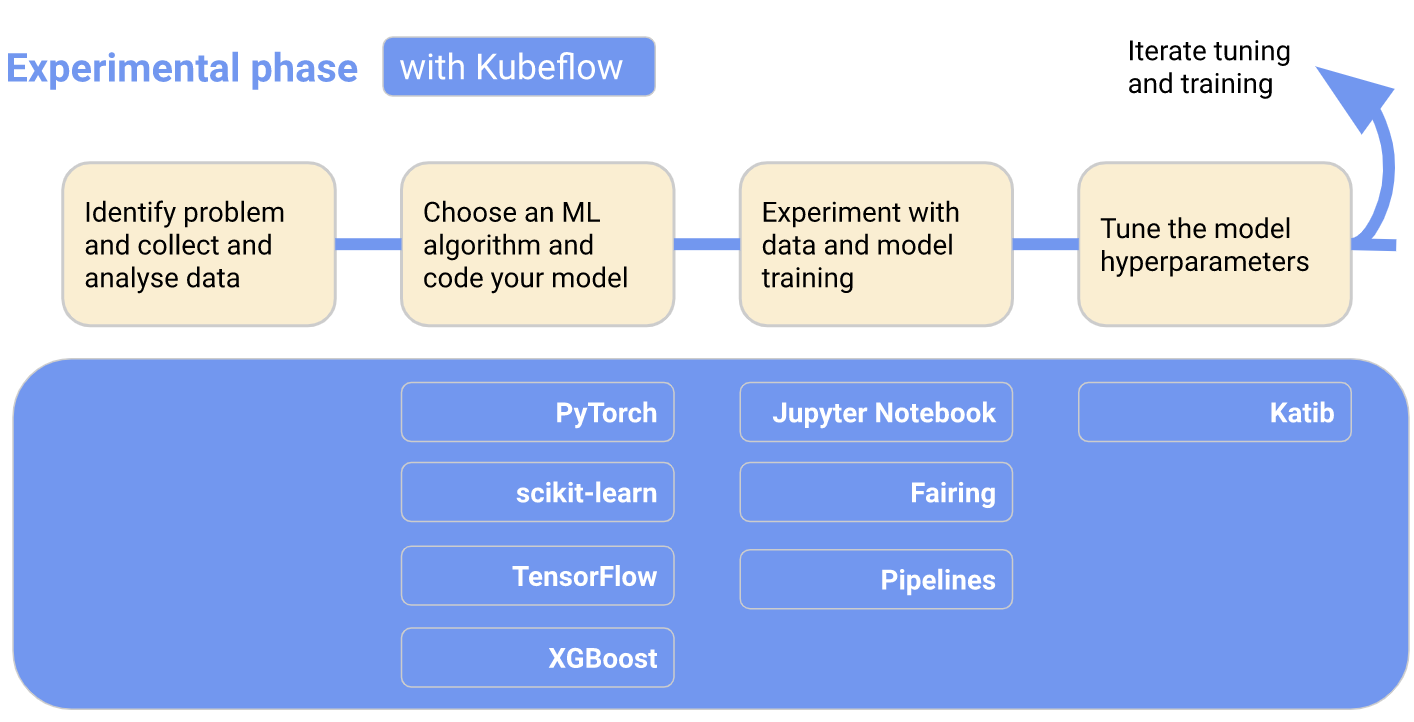 Experimental phase with Kubeflow
Iterate tuning
and training
Identify problem
and collect and
analyse data
Choose an ML
algorithm and
code your model
Experiment with
data and model
training
Tune the model
hyperparameters
PyTorch
scikit-learn
TensorFlow
XGBoost
Jupyter Notebook
Fairing
Pipelines
Katib